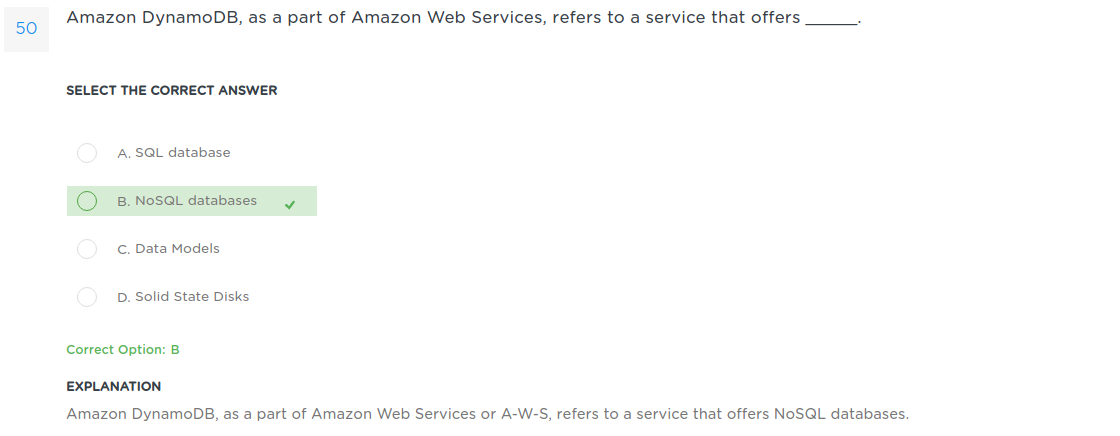 50
Amazon DynamoDB, as a part of Amazon Web Services, refers to a service that offers _____.
SELECT THE CORRECT ANSWER
A. SQL database
B. NoSQL databases
C. Data Models
D. Solid State Disks
Correct Option: B
EXPLANATION
Amazon DynamoDB, as a part of Amazon Web Services or A-W-S, refers to a service that offers NoSQL databases.